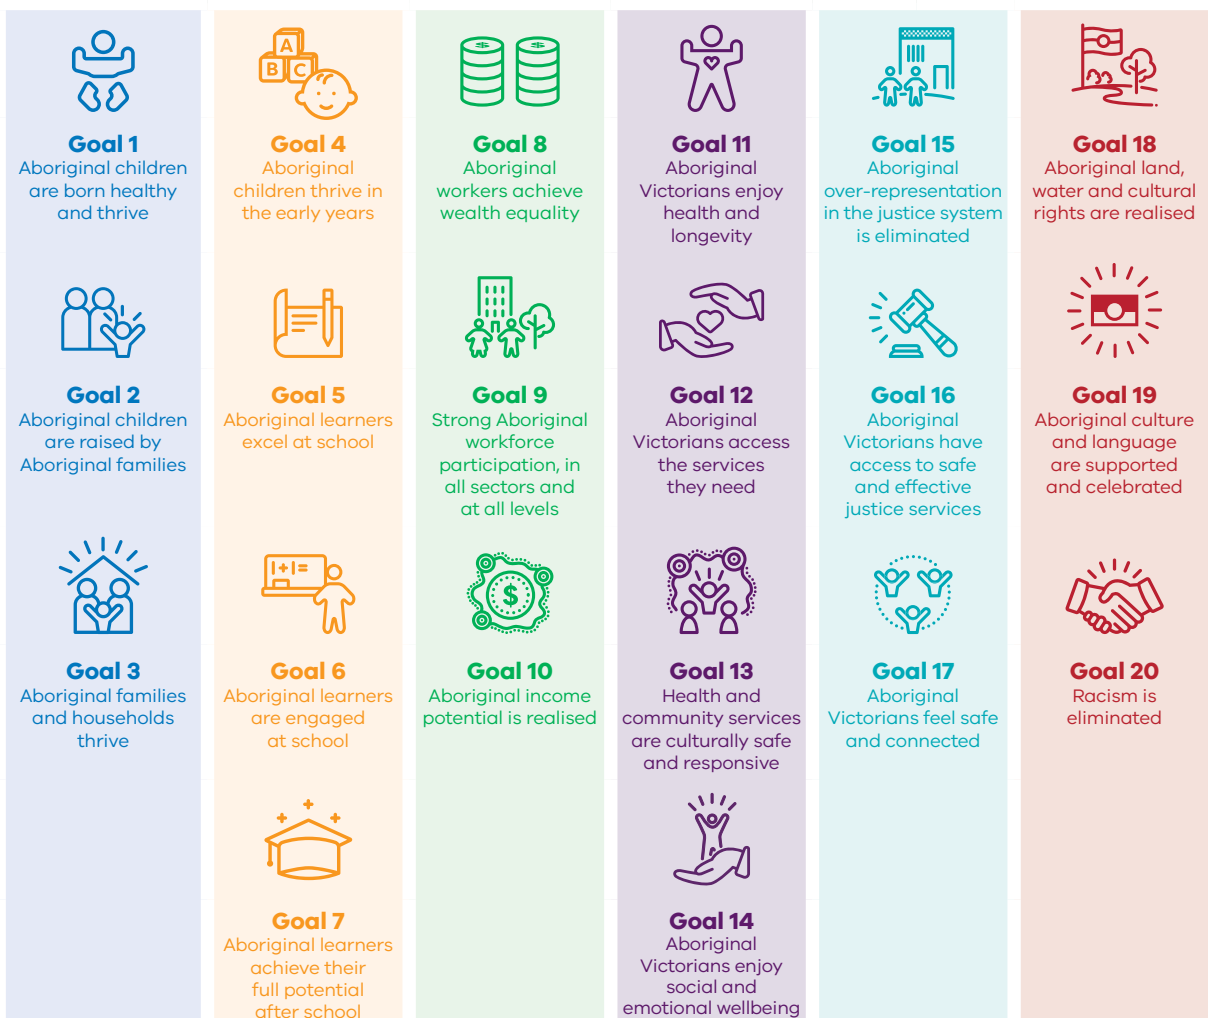 Goal 1
Aboriginal children
are born healthy
and thrive
Goal 2
Aboriginal children
are raised by
Aboriginal families
Goal 3
Aboriginal families
and households
thrive
A
B
C
Goal 4
Aboriginal
children thrive in
the early years
Goal 5
Aboriginal learners
excel at school
1+1=
Goal 6
Aboriginal learners
are engaged
at school
Goal 7
Aboriginal learners
achieve their
full potential
after school
$ $
Goal 8
Aboriginal
workers achieve
wealth equality
Goal 9
Strong Aboriginal
workforce
participation, in
all sectors and
at all levels
$
Goal 10
Aboriginal income
potential is realised
Goal 11
Aboriginal
Victorians enjoy
health and
longevity
Goal 12
Aboriginal
Victorians access
the services
they need
Goal 13
Health and
community services
are culturally safe
and responsive
Goal 14
Aboriginal
Victorians enjoy
social and
emotional wellbeing
Goal 15
Aboriginal
over-representation
in the justice system
is eliminated
Goal 16
Aboriginal
Victorians have
access to safe
and effective
justice services
Goal 17
Aboriginal
Victorians feel safe
and connected
Goal 18
Aboriginal land,
water and cultural
rights are realised
Goal 19
Aboriginal culture
and language
are supported
and celebrated
Goal 20
Racism is
eliminated